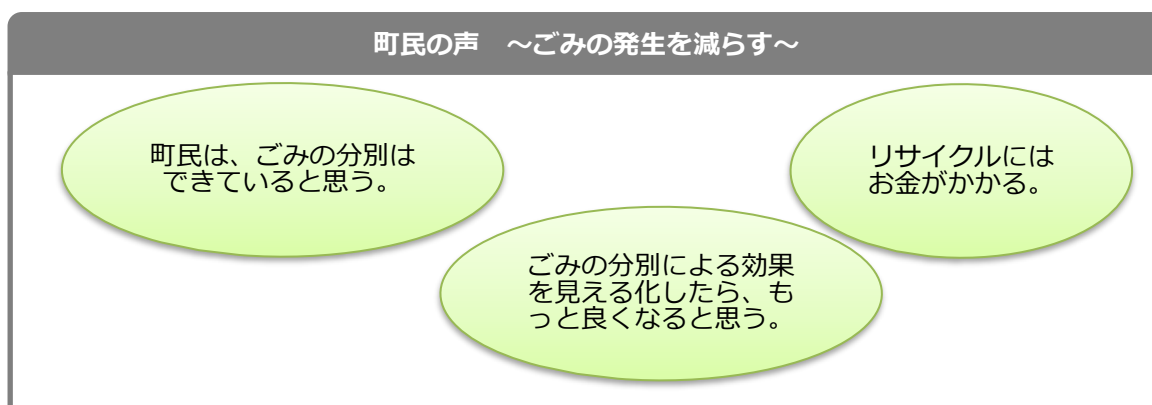 町民の声　～ごみの発生を減らす～
町民は、ごみの分別は
できていると思う。
リサイクルには
お金がかかる。
ごみの分別による効果
を見える化したら、も
っと良くなると思う。